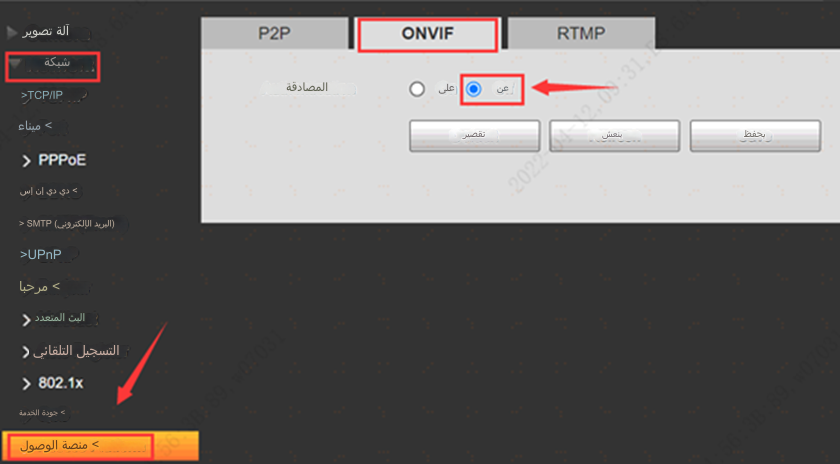 آلة تصوير
شبكة
>TCP/IP
> ميناء
> PPPoE
> دي دي إن إس
> SMTP (البريد الإلكتروني)
>UPnP
> مرحبا
> البث المتعدد
> التسجيل التلقائي
> 802.1x
> جودة الخدمة
> منصة الوصول
P2P
ONVIF
RTMP
المصادقة
على
عن
تقصير
ينعش
يحفظ